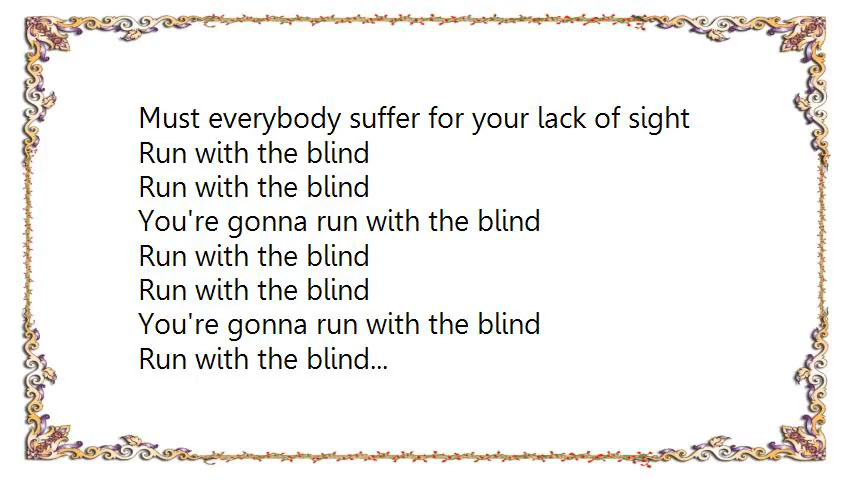 Must everybody suffer for your lack of sight
Run with the blind
Run with the blind
You're gonna run with the blind
Run with the blind
Run with the blind
You're gonna run with the blind
Run with the blind...